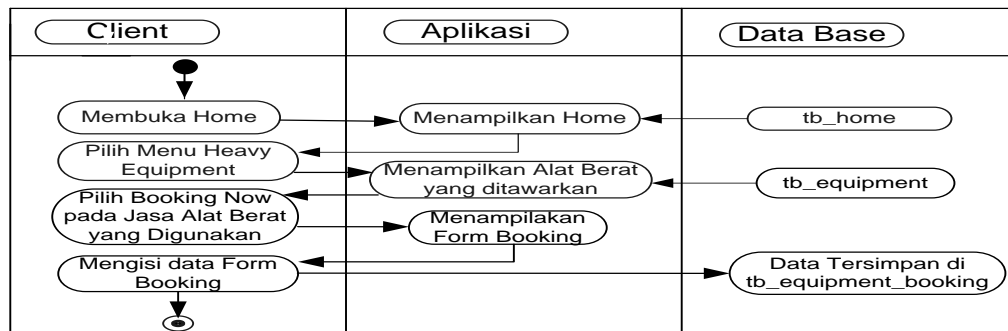 Client
Aplikasi
Data Base
Membuka Home
Menampilkan Home
tb_home
Pilih Menu Heavy
Equipment
Menampilkan Alat Berat
yang ditawarkan
tb_equipment
Pilih Booking Now
pada Jasa Alat Berat
yang Digunakan
Menampilakan
Form Booking
Mengisi data Form
Booking
Data Tersimpan di
tb_equipment_booking